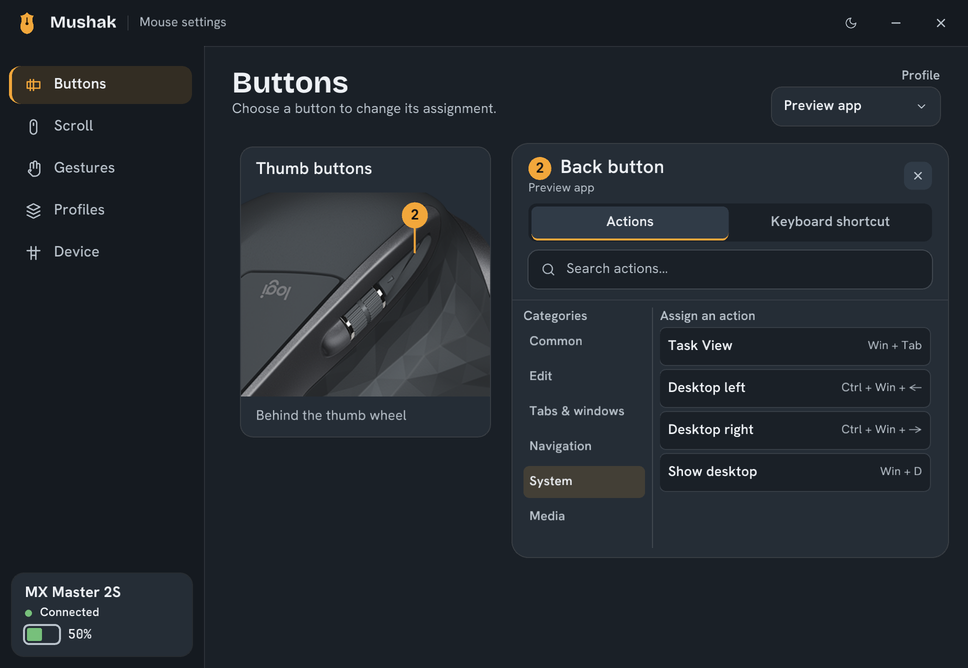 Mushak
Mouse settings
Buttons
Scroll
Gestures
Profiles
Device
MX Master 2S
Connected
50%
Buttons
Choose a button to change its assignment.
Profile
Preview app
Thumb buttons
2
logi
Behind the thumb wheel
2 Back button
Preview app
Actions
Keyboard shortcut
Search actions...
Categories
Common
Edit
Tabs & windows
Navigation
System
Media
Assign an action
Task View Win + Tab
Desktop left Ctrl + Win + ←
Desktop right Ctrl + Win + →
Show desktop Win + D